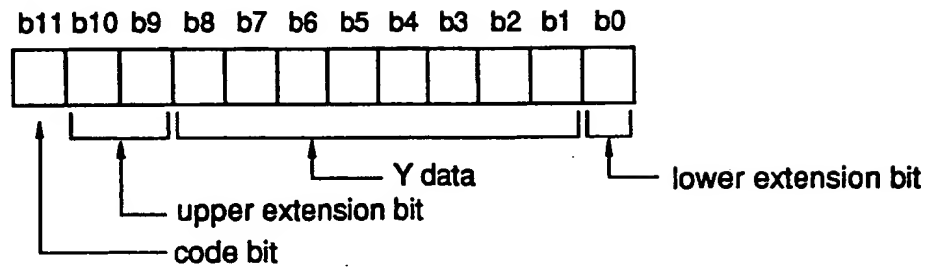 b11 b10 b9 b8 b7 b6 b5 b4 b3 b2 b1 b0
Y data
lower extension bit
upper extension bit
code bit